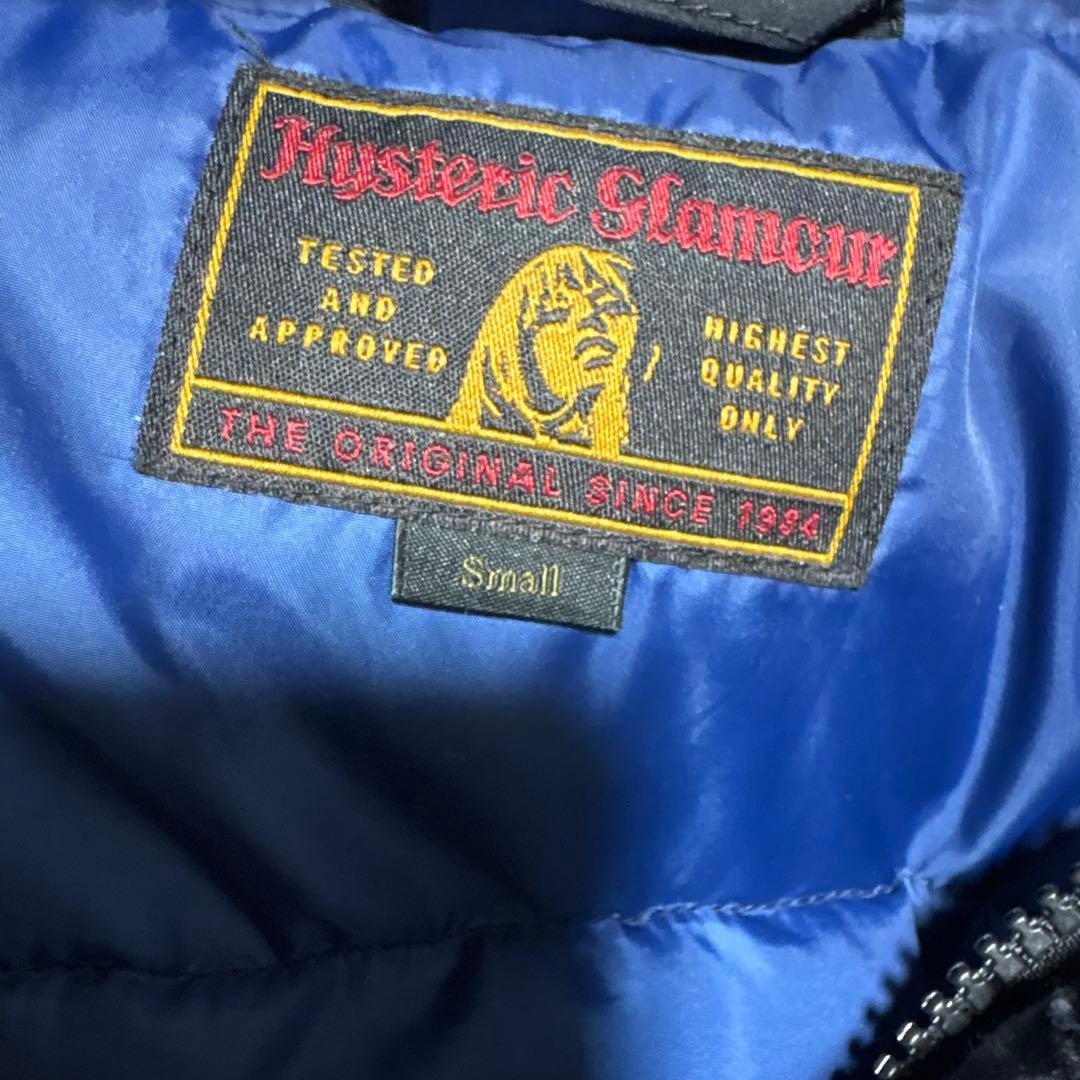 Hysteric Glamour
TESTED
AND
APPROVED
HIGHEST
QUALITY
ONLY
THE ORIGINAL SINCE 1984
Small